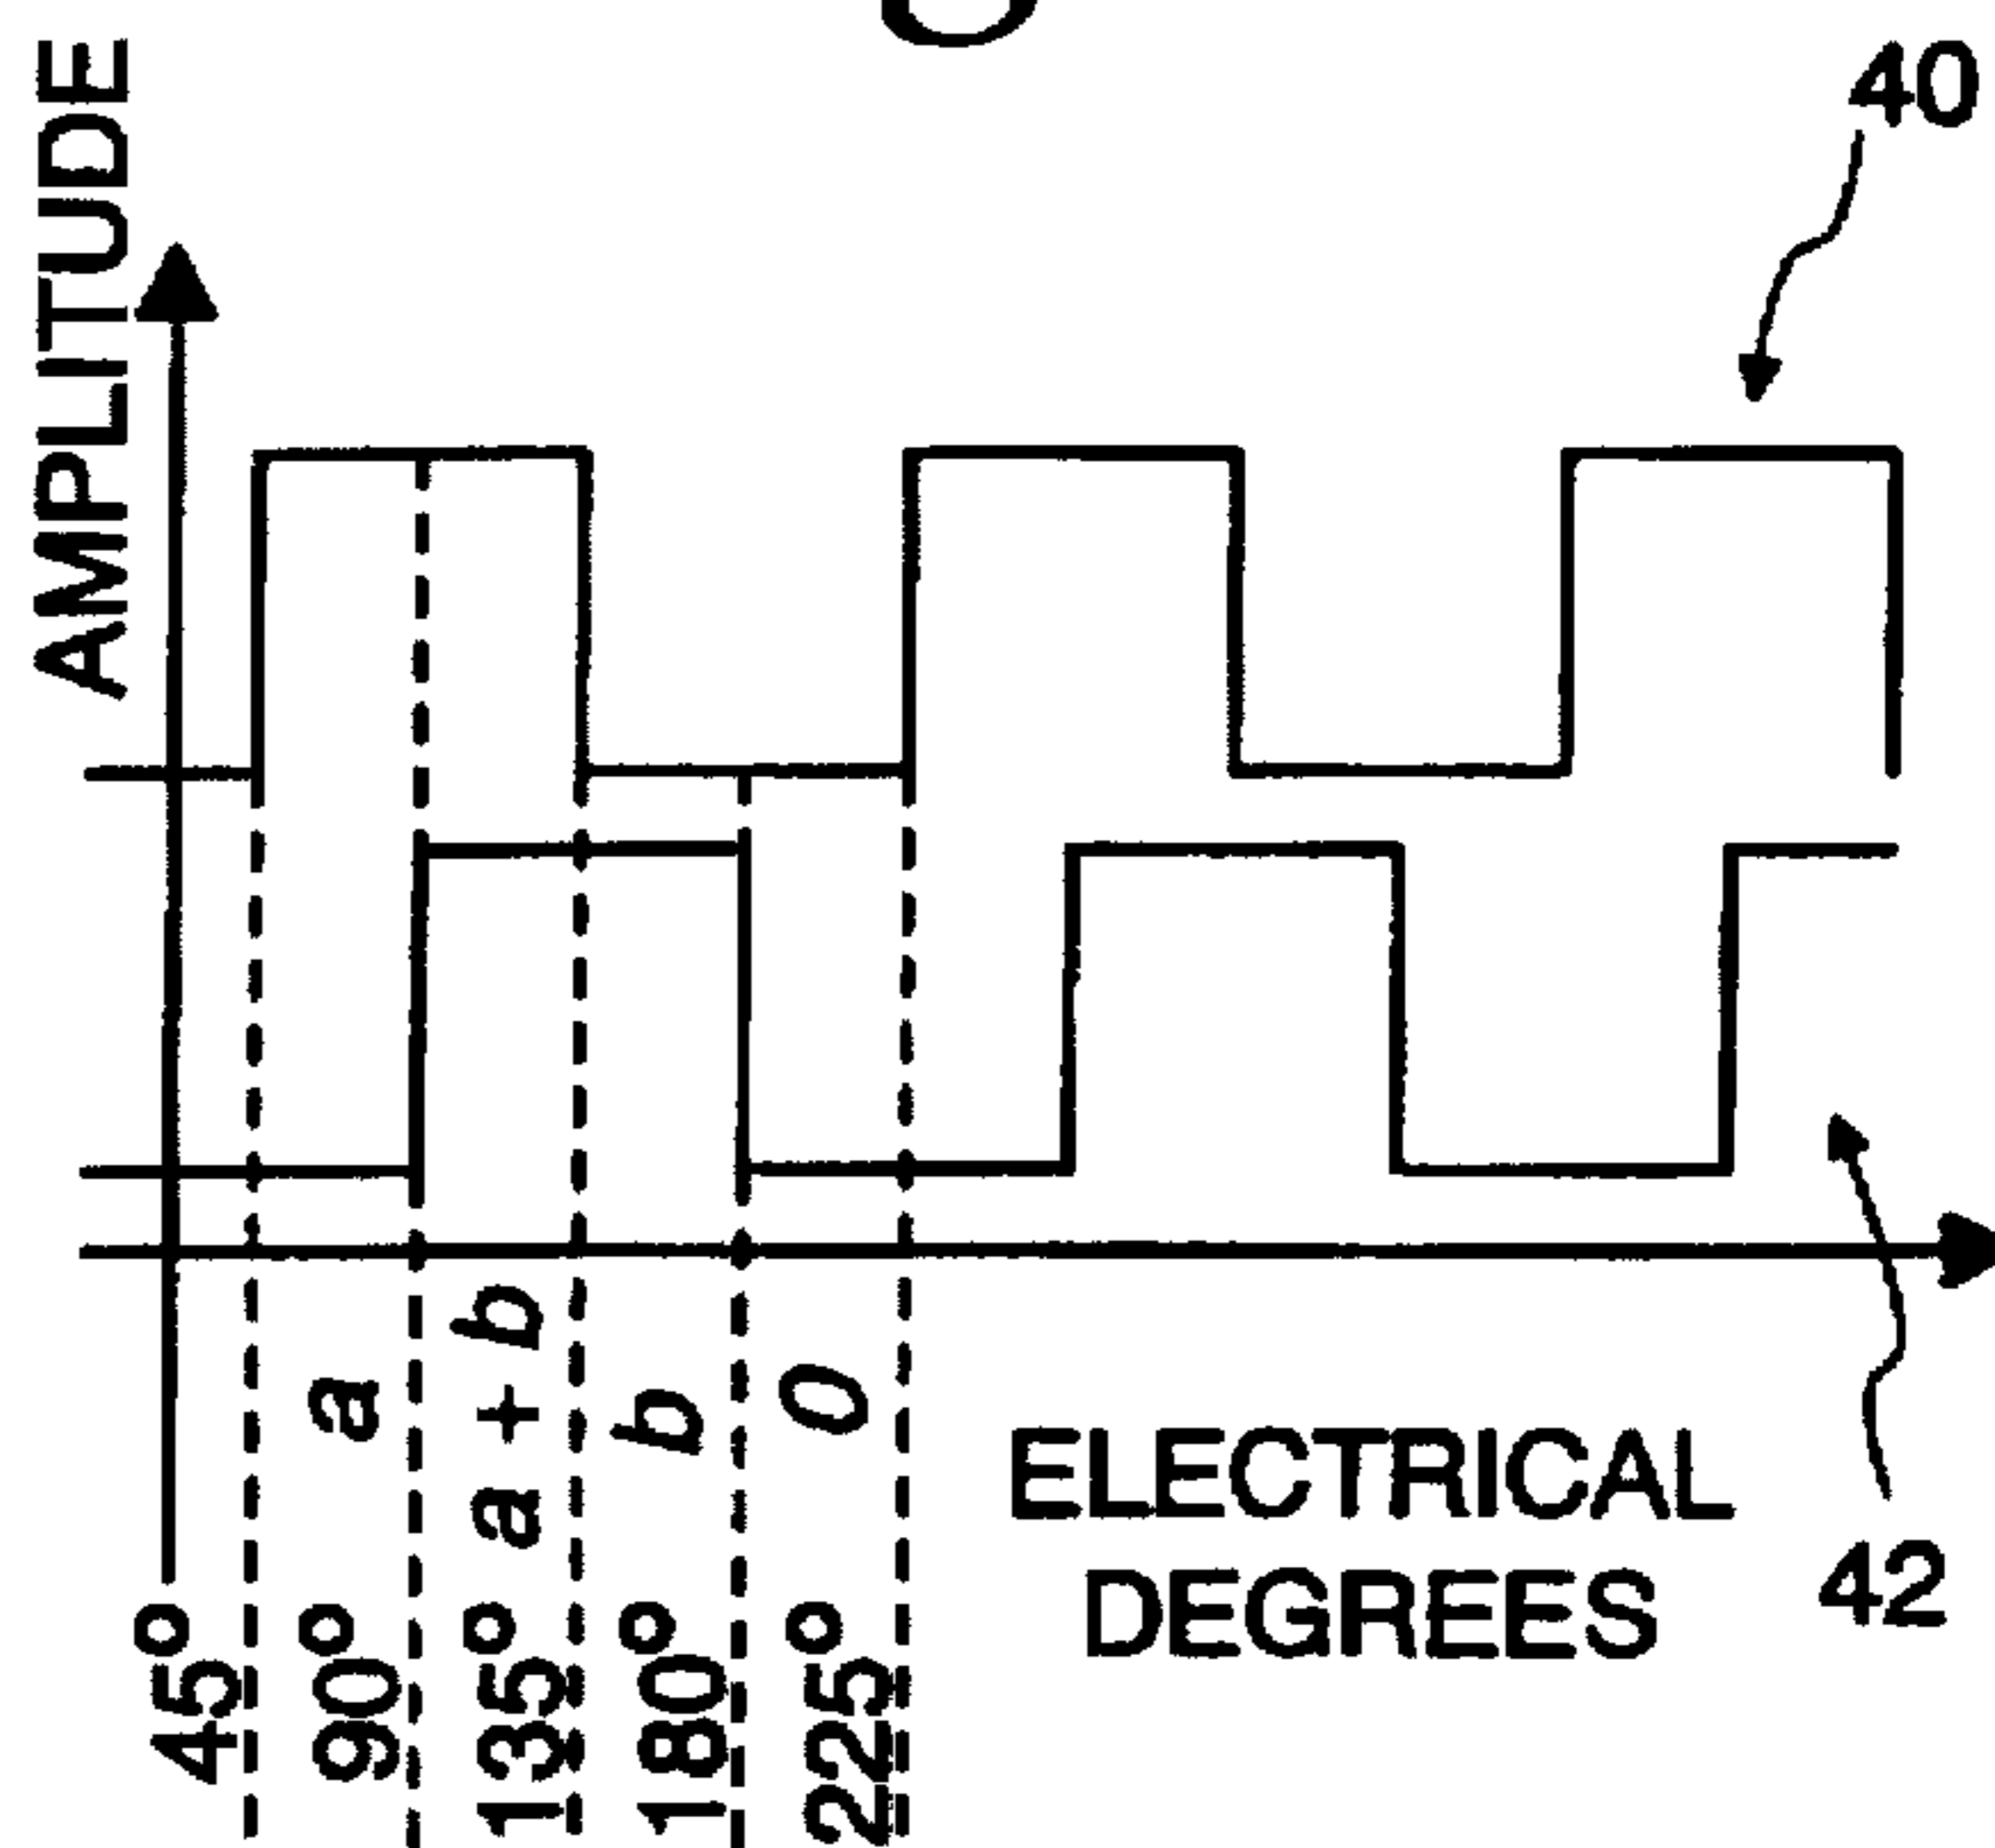 AMPLITUDE
40
a
a + b
b
0
ELECTRICAL
DEGREES
42
45°
90°
135°
180°
225°